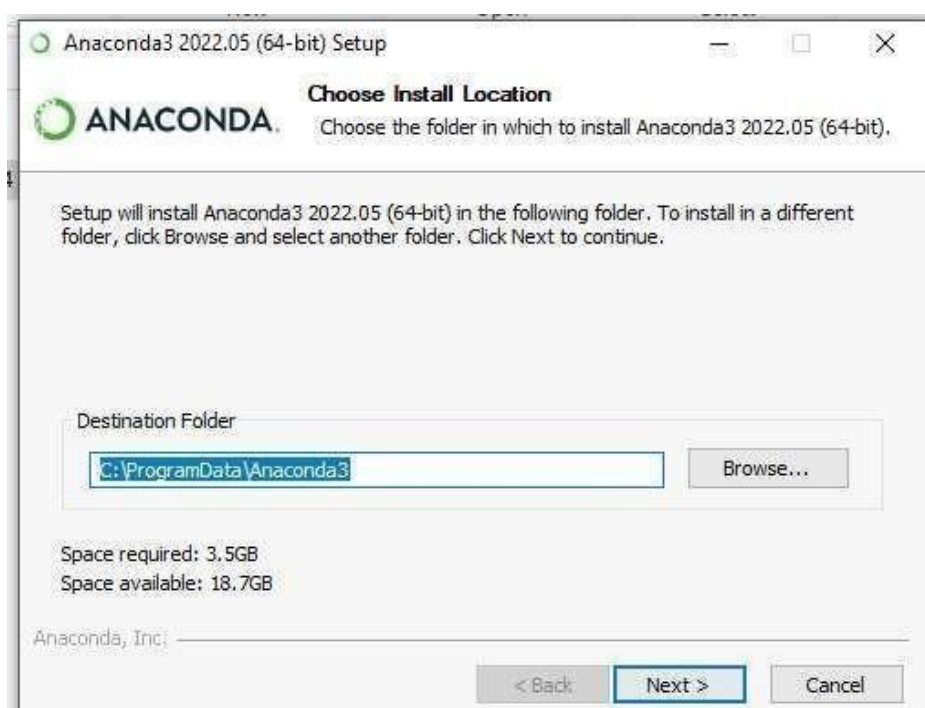 Anaconda3 2022.05 (64-bit) Setup
ANACONDA.
Choose Install Location
Choose the folder in which to install Anaconda3 2022.05 (64-bit).
Setup will install Anaconda3 2022.05 (64-bit) in the following folder. To install in a different
folder, click Browse and select another folder. Click Next to continue.
Destination Folder
C:\ProgramData\Anaconda3
Browse...
Space required: 3.5GB
Space available: 18.7GB
Anaconda, Inc.
< Back
Next >
Cancel